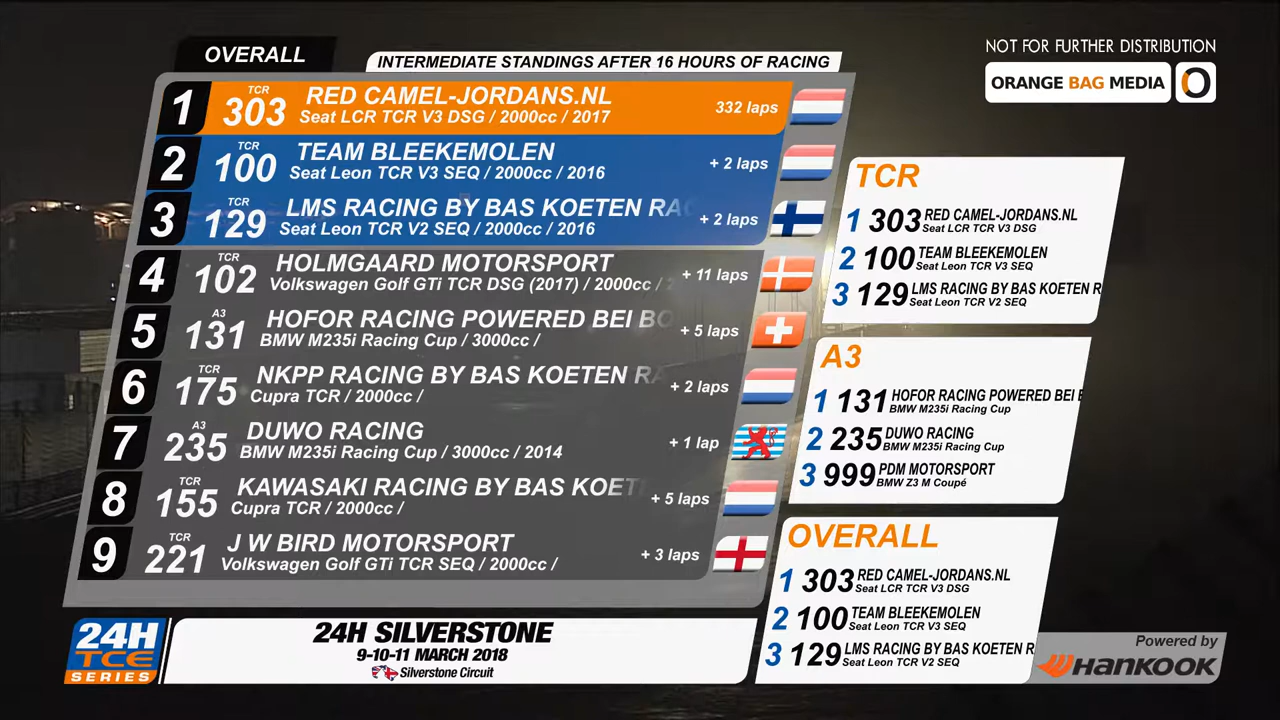 OVERALL
INTERMEDIATE STANDINGS AFTER 16 HOURS OF RACING
NOT FOR FURTHER DISTRIBUTION
ORANGE BAG MEDIA
1 TCR 303 RED CAMEL-JORDANS.NL 332 laps
Seat LCR TCR V3 DSG / 2000cc / 2017
2 TCR 100 TEAM BLEEKEMOLEN + 2 laps
Seat Leon TCR V3 SEQ / 2000cc / 2016
3 TCR 129 LMS RACING BY BAS KOETEN RAC + 2 laps
Seat Leon TCR V2 SEQ / 2000cc / 2016
4 TCR 102 HOLMGAARD MOTORSPORT + 11 laps
Volkswagen Golf GTi TCR DSG (2017) / 2000cc / 2
5 A3 131 HOFOR RACING POWERED BEI BO + 5 laps
BMW M235i Racing Cup / 3000cc /
6 TCR 175 NKPP RACING BY BAS KOETEN RA + 2 laps
Cupra TCR / 2000cc /
7 A3 235 DUWO RACING + 1 lap
BMW M235i Racing Cup / 3000cc / 2014
8 TCR 155 KAWASAKI RACING BY BAS KOET + 5 laps
Cupra TCR / 2000cc /
9 TCR 221 J W BIRD MOTORSPORT + 3 laps
Volkswagen Golf GTi TCR SEQ / 2000cc /
TCR
1 303 RED CAMEL-JORDANS.NL
Seat LCR TCR V3 DSG
2 100 TEAM BLEEKEMOLEN
Seat Leon TCR V3 SEQ
3 129 LMS RACING BY BAS KOETEN R
Seat Leon TCR V2 SEQ
A3
1 131 HOFOR RACING POWERED BEI
BMW M235i Racing Cup
2 235 DUWO RACING
BMW M235i Racing Cup
3 999 PDM MOTORSPORT
BMW Z3 M Coupé
OVERALL
1 303 RED CAMEL-JORDANS.NL
Seat LCR TCR V3 DSG
2 100 TEAM BLEEKEMOLEN
Seat Leon TCR V3 SEQ
3 129 LMS RACING BY BAS KOETEN R
Seat Leon TCR V2 SEQ
24H
TCE
SERIES
24H SILVERSTONE
9-10-11 MARCH 2018
Silverstone Circuit
Powered by
HANKOOK